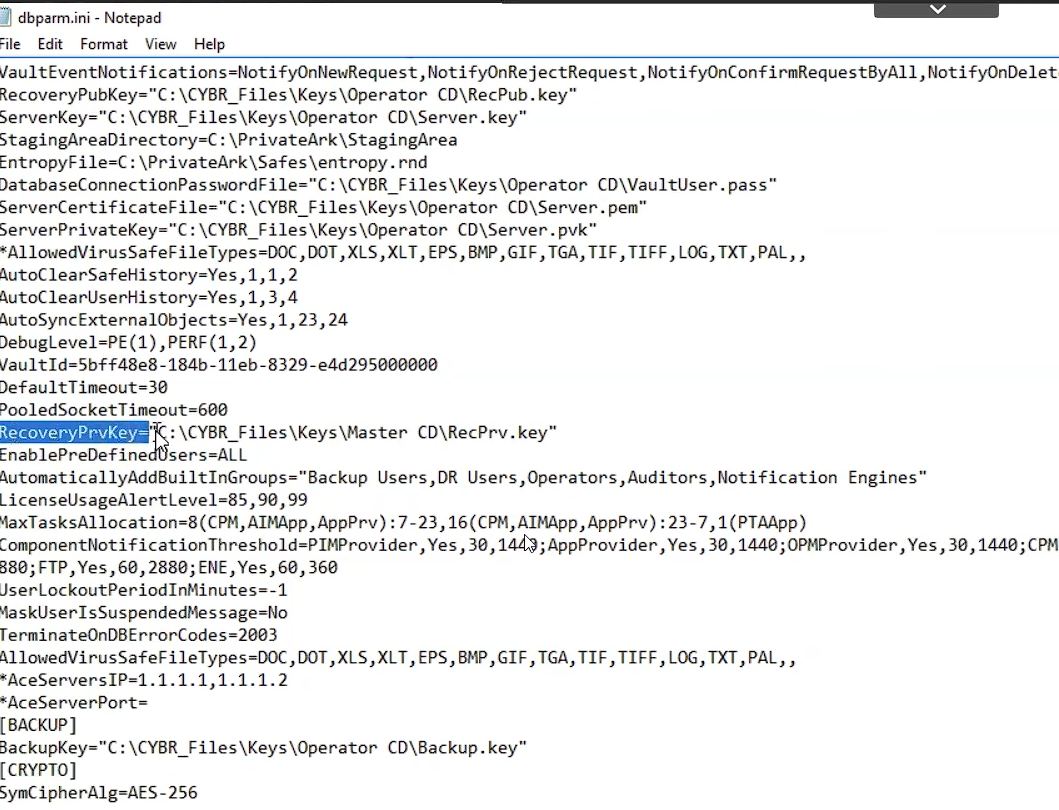 dbparm.ini - Notepad
File Edit Format View Help
VaultEventNotifications=NotifyOnNewRequest,NotifyOnRejectRequest,NotifyOnConfirmRequestByAll,NotifyOnDelet
RecoveryPubKey="C:\CYBR_Files\Keys\Operator CD\RecPub.key"
ServerKey="C:\CYBR_Files\Keys\Operator CD\Server.key"
StagingAreaDirectory=C:\PrivateArk\StagingArea
EntropyFile=C:\PrivateArk\Safes\entropy.rnd
DatabaseConnectionPasswordFile="C:\CYBR_Files\Keys\Operator CD\VaultUser.pass"
ServerCertificateFile="C:\CYBR_Files\Keys\Operator CD\Server.pem"
ServerPrivateKey="C:\CYBR_Files\Keys\Operator CD\Server.pvk"
*AllowedVirusSafeFileTypes=DOC,DOT,XLS,XLT,EPS,BMP,GIF,TGA,TIF,TIFF,LOG,TXT,PAL,,
AutoClearSafeHistory=Yes,1,1,2
AutoClearUserHistory=Yes,1,3,4
AutoSyncExternalObjects=Yes,1,23,24
DebugLevel=PE(1),PERF(1,2)
VaultId=5bff48e8-184b-11eb-8329-e4d295000000
DefaultTimeout=30
PooledSocketTimeout=600
RecoveryPrvKey="C:\CYBR_Files\Keys\Master CD\RecPrv.key"
EnablePreDefinedUsers=ALL
AutomaticallyAddBuiltInGroups="Backup Users,DR Users,Operators,Auditors,Notification Engines"
LicenseUsageAlertLevel=85,90,99
MaxTasksAllocation=8(CPM,AIMApp,AppPrv):7-23,16(CPM,AIMApp,AppPrv):23-7,1(PTAApp)
ComponentNotificationThreshold=PIMProvider,Yes,30,1440;AppProvider,Yes,30,1440;OPMProvider,Yes,30,1440;CPM
880;FTP,Yes,60,2880;ENE,Yes,60,360
UserLockoutPeriodInMinutes=-1
MaskUserIsSuspendedMessage=No
TerminateOnDBErrorCodes=2003
AllowedVirusSafeFileTypes=DOC,DOT,XLS,XLT,EPS,BMP,GIF,TGA,TIF,TIFF,LOG,TXT,PAL,,
*AceServersIP=1.1.1.1,1.1.1.2
*AceServerPort=
[BACKUP]
BackupKey="C:\CYBR_Files\Keys\Operator CD\Backup.key"
[CRYPTO]
SymCipherAlg=AES-256